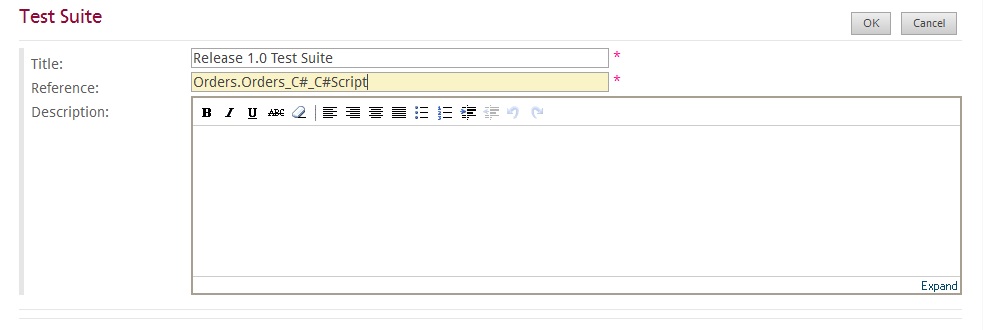 Test Suite
OK Cancel
Title: Release 1.0 Test Suite *
Reference: Orders.Orders_C#_C#Script *
Description:
B I U ABC
Expand